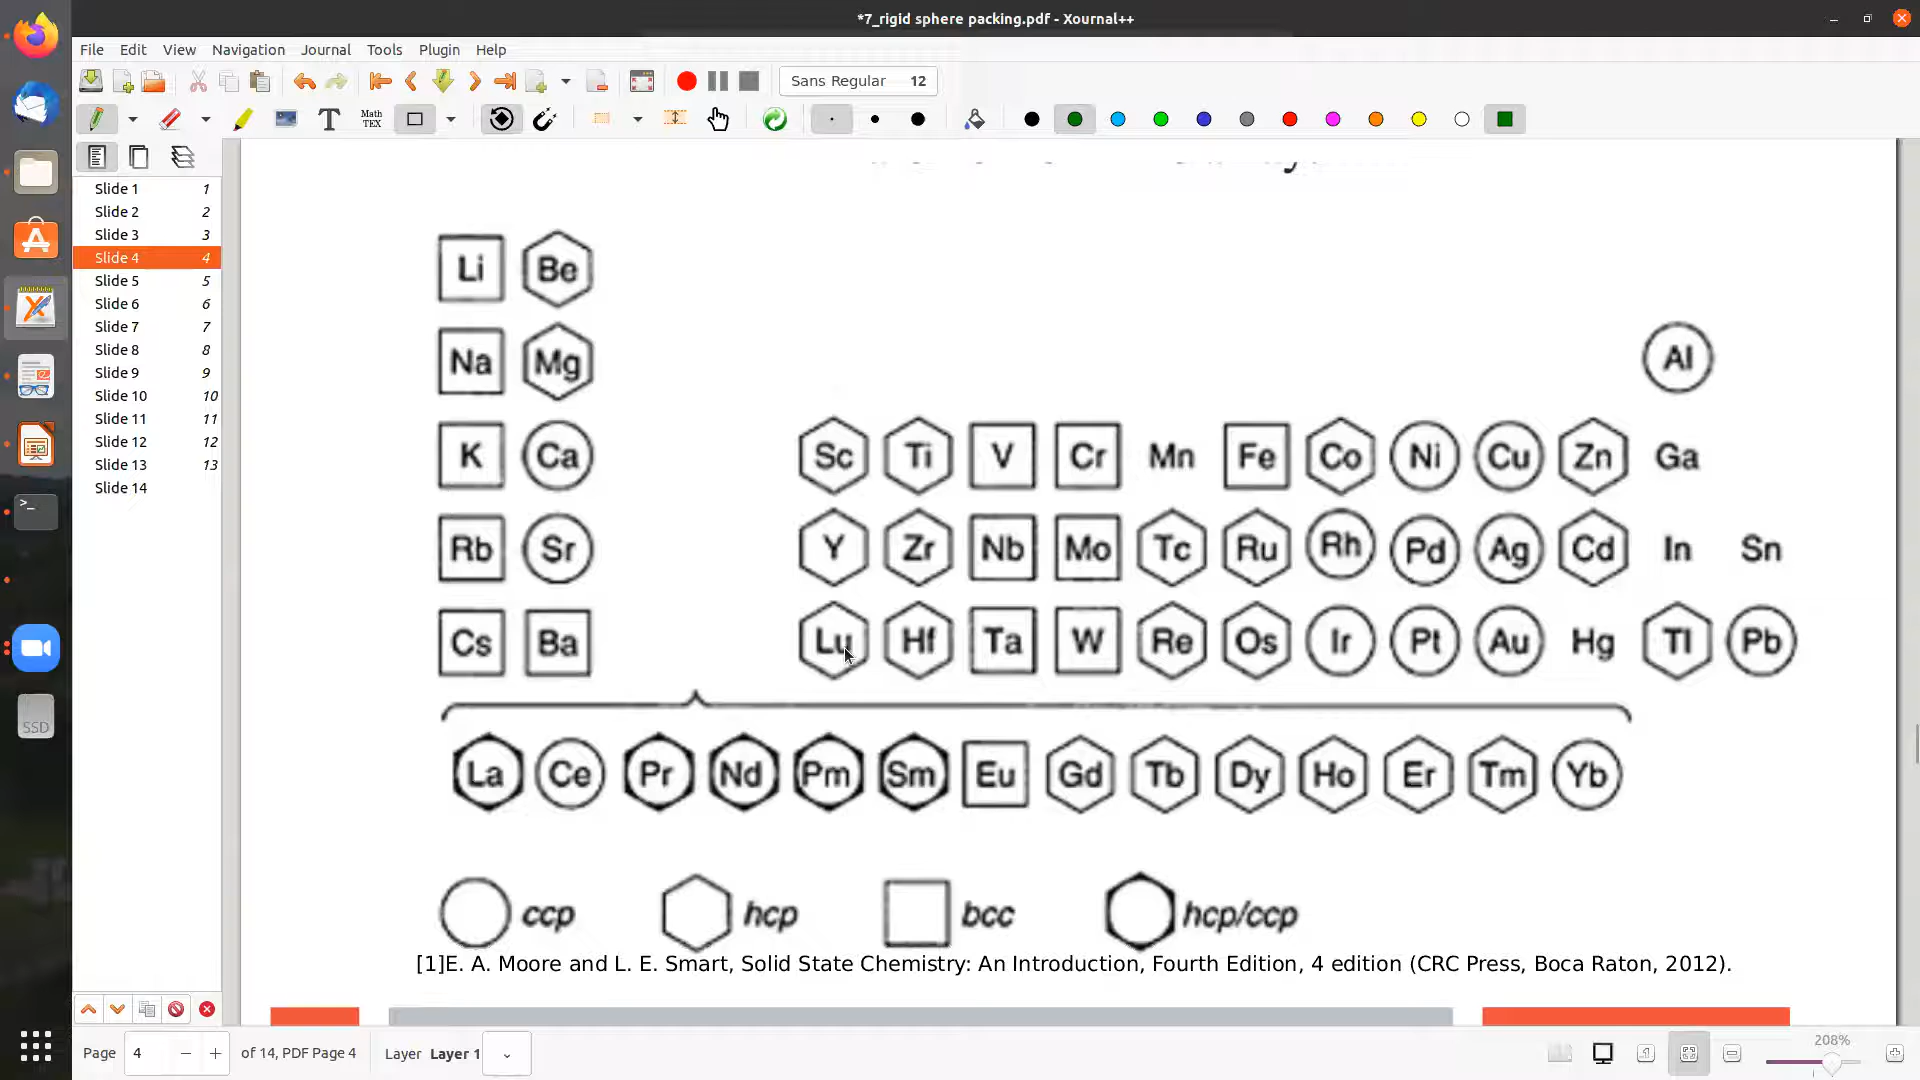 *7_rigid sphere packing.pdf - Xournal++
File Edit View Navigation Journal Tools Plugin Help
Sans Regular 12
T Math TEX
Slide 1 1
Slide 2 2
Slide 3 3
Slide 4 4
Slide 5 5
Slide 6 6
Slide 7 7
Slide 8 8
Slide 9 9
Slide 10 10
Slide 11 11
Slide 12 12
Slide 13 13
Slide 14
Li Be
Na Mg Al
K Ca Sc Ti V Cr Mn Fe Co Ni Cu Zn Ga
Rb Sr Y Zr Nb Mo Tc Ru Rh Pd Ag Cd In Sn
Cs Ba Lu Hf Ta W Re Os Ir Pt Au Hg Tl Pb
La Ce Pr Nd Pm Sm Eu Gd Tb Dy Ho Er Tm Yb
ccp hcp bcc hcp/ccp
[1]E. A. Moore and L. E. Smart, Solid State Chemistry: An Introduction, Fourth Edition, 4 edition (CRC Press, Boca Raton, 2012).
SSD
Page 4 of 14, PDF Page 4 Layer Layer 1
208%